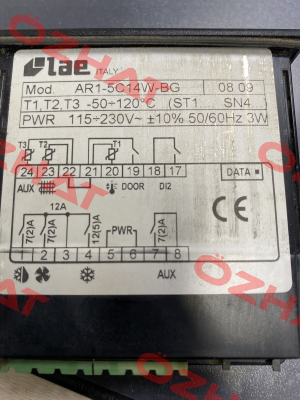 lae ITALY
Mod. AR1-5C14W-BG 08 09
T1,T2,T3 -50÷120°C (ST1... SN4
PWR 115÷230V~ ±10% 50/60Hz 3W
T3 T2 T1
24 23 22 21 20 19 18 17
AUX DOOR DI2
DATA
12A
7(2)A 7(2)A 12(5)A PWR 7(2)A
1 2 3 4 5 6 7 8
AUX
CE
OZHAT